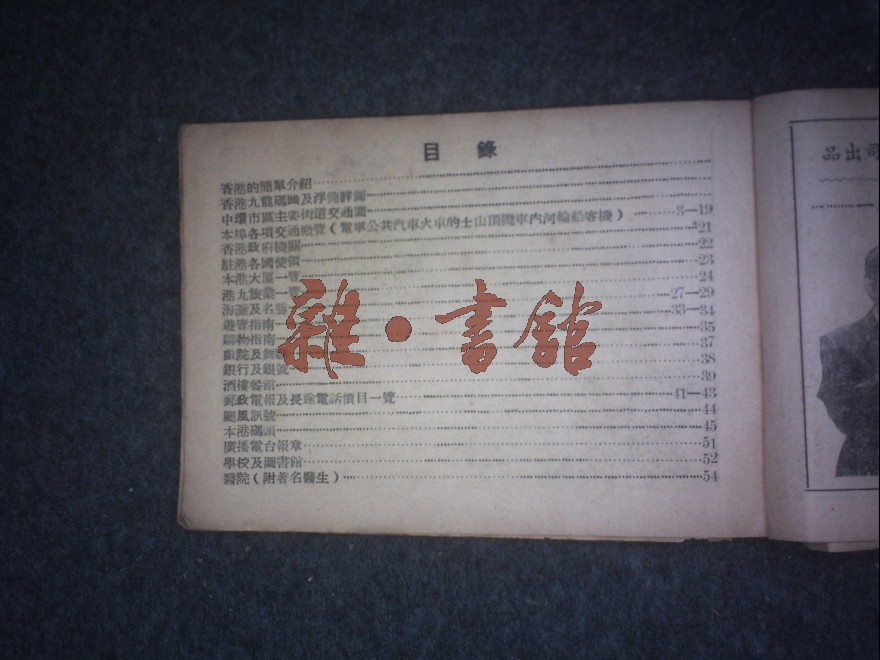 目 錄
香港的簡單介紹
香港九龍碼頭及浮筒詳圖
中環市區主要街道交通圖
本埠各項交通總覽(電車公共汽車火車的士山頂纜車內河輪船客機) 3—19
香港政府機關 21
駐港各國使領 22
本港大廈一覽 23
港九旅業一覽 24
海灘及名勝 27—29
遊覽指南 33—34
購物指南 35
戲院及 37
銀行及銀號 38
酒樓餐館 39
郵政電報及長途電話價目一覽 41—43
颶風訊號 44
本港碼頭 45
廣播電台報章 51
學校及圖書館 52
醫院(附著名醫生) 54
司出品
雜·書館